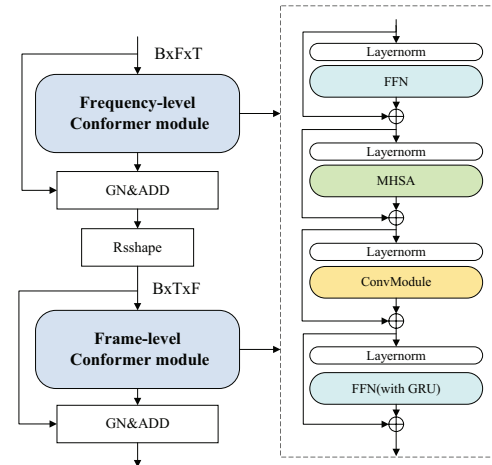 BxFxT
Frequency-level
Conformer module
GN&ADD
Rsshape
BxTxF
Frame-level
Conformer module
GN&ADD
Layernorm
FFN
Layernorm
MHSA
Layernorm
ConvModule
Layernorm
FFN(with GRU)